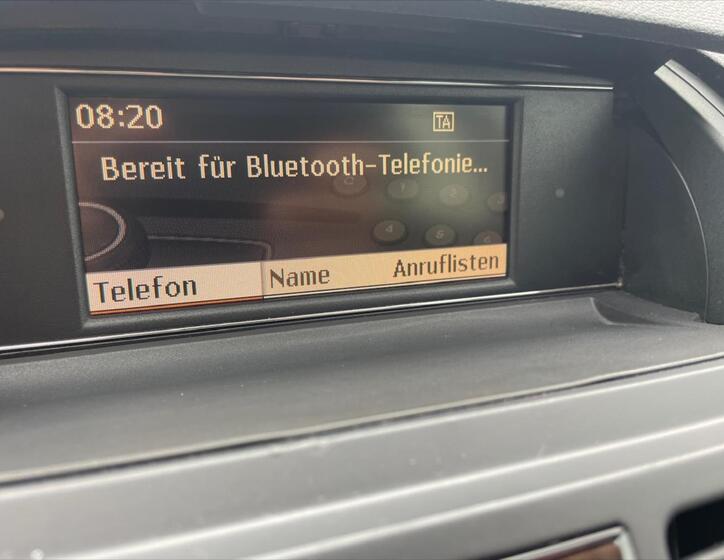 08:20 TA
Bereit für Bluetooth-Telefonie...
Telefon Name Anruflisten